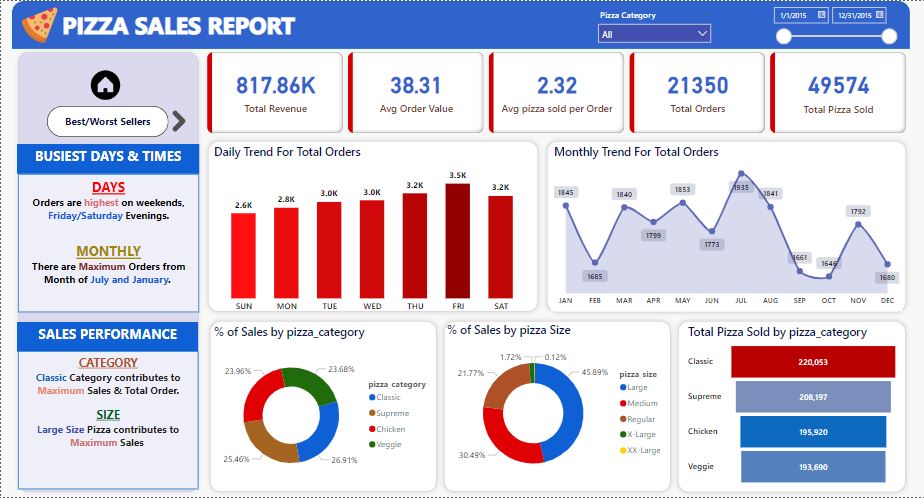 PIZZA SALES REPORT
Pizza Category
All
1/1/2015
12/31/2015
Best/Worst Sellers
817.86K
Total Revenue
38.31
Avg Order Value
2.32
Avg pizza sold per Order
21350
Total Orders
49574
Total Pizza Sold
BUSIEST DAYS & TIMES
DAYS
Orders are highest on weekends,
Friday/Saturday Evenings.
MONTHLY
There are Maximum Orders from
Month of July and January.
SALES PERFORMANCE
CATEGORY
Classic Category contributes to
Maximum Sales & Total Order.
SIZE
Large Size Pizza contributes to
Maximum Sales
Daily Trend For Total Orders
2.6K
2.8K
3.0K
3.0K
3.2K
3.5K
3.2K
SUN
MON
TUE
WED
THU
FRI
SAT
Monthly Trend For Total Orders
1845
1685
1840
1799
1853
1773
1935
1841
1661
1646
1792
1680
JAN
FEB
MAR
APR
MAY
JUN
JUL
AUG
SEP
OCT
NOV
DEC
% of Sales by pizza_category
23.96%
23.68%
25.46%
26.91%
pizza_category
Classic
Supreme
Chicken
Veggie
% of Sales by pizza Size
1.72%
0.12%
21.77%
45.89%
30.49%
pizza_size
Large
Medium
Regular
X-Large
XX-Large
Total Pizza Sold by pizza_category
Classic
220,053
Supreme
208,197
Chicken
195,920
Veggie
193,690